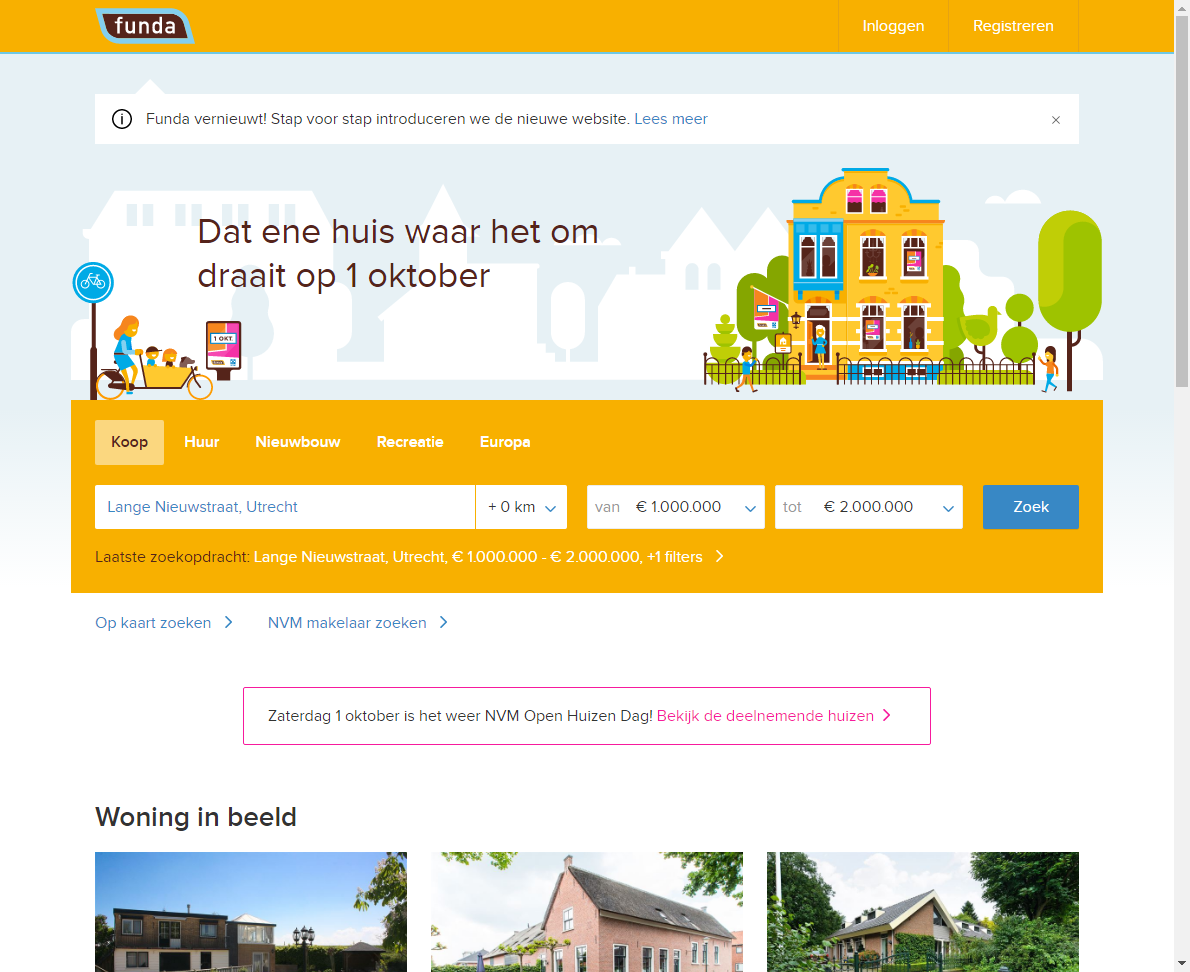 funda
Inloggen
Registreren
Funda vernieuwt! Stap voor stap introduceren we de nieuwe website. Lees meer
Dat ene huis waar het om
draait op 1 oktober
1 OKT.
Koop
Huur
Nieuwbouw
Recreatie
Europa
Lange Nieuwstraat, Utrecht
+ 0 km
van € 1.000.000
tot € 2.000.000
Zoek
Laatste zoekopdracht: Lange Nieuwstraat, Utrecht, € 1.000.000 - € 2.000.000, +1 filters
Op kaart zoeken
NVM makelaar zoeken
Zaterdag 1 oktober is het weer NVM Open Huizen Dag! Bekijk de deelnemende huizen
Woning in beeld